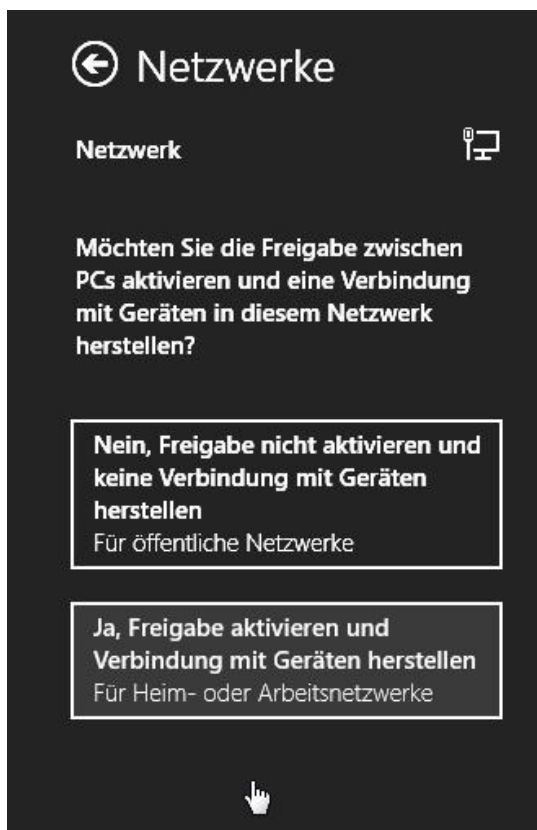 Netzwerke
Netzwerk
Möchten Sie die Freigabe zwischen
PCs aktivieren und eine Verbindung
mit Geräten in diesem Netzwerk
herstellen?
Nein, Freigabe nicht aktivieren und
keine Verbindung mit Geräten
herstellen
Für öffentliche Netzwerke
Ja, Freigabe aktivieren und
Verbindung mit Geräten herstellen
Für Heim- oder Arbeitsnetzwerke